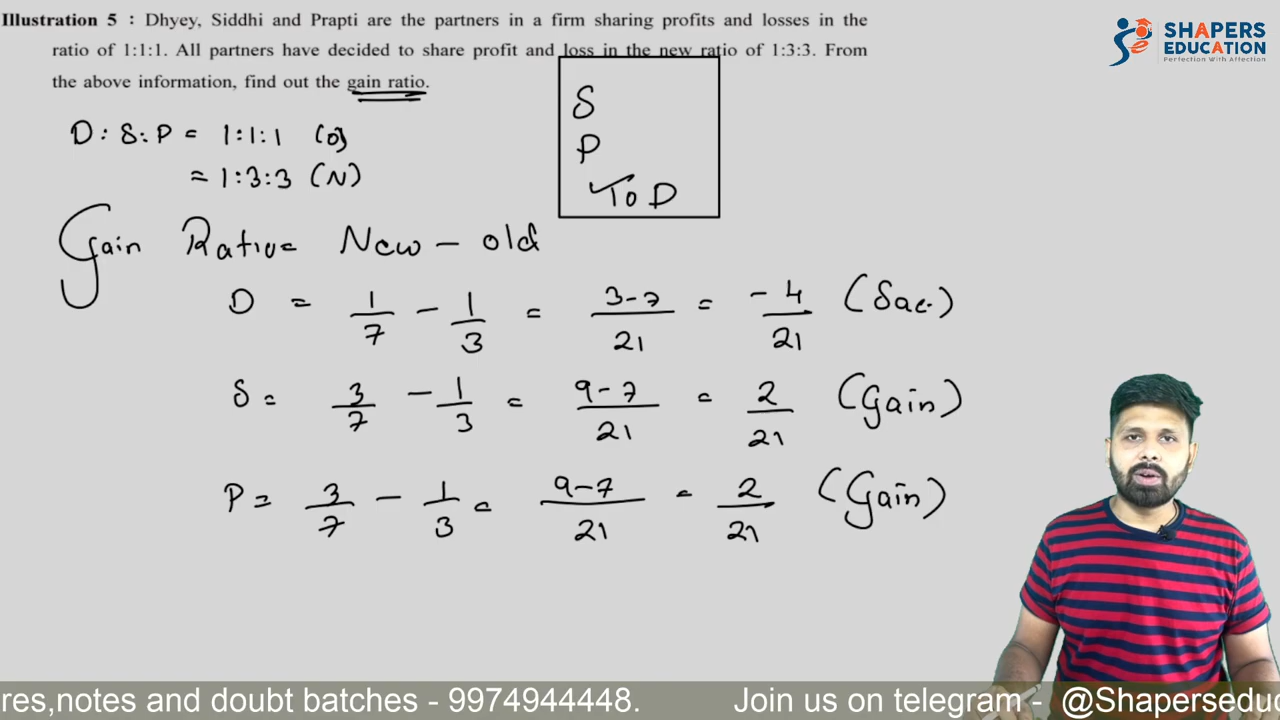 Illustration 5 : Dhyey, Siddhi and Prapti are the partners in a firm sharing profits and losses in the
ratio of 1:1:1. All partners have decided to share profit and loss in the new ratio of 1:3:3. From
the above information, find out the gain ratio.
SHAPERS
EDUCATION
Perfection With Affection
D : S : P = 1:1:1 (O)
= 1:3:3 (N)
S
P
To D
Gain Ratio = New - old
D = 1/7 - 1/3 = 3-7/21 = -4/21 (Sac.)
S = 3/7 - 1/3 = 9-7/21 = 2/21 (Gain)
P = 3/7 - 1/3 = 9-7/21 = 2/21 (Gain)
res,notes and doubt batches - 9974944448. Join us on telegram - @Shapersedu